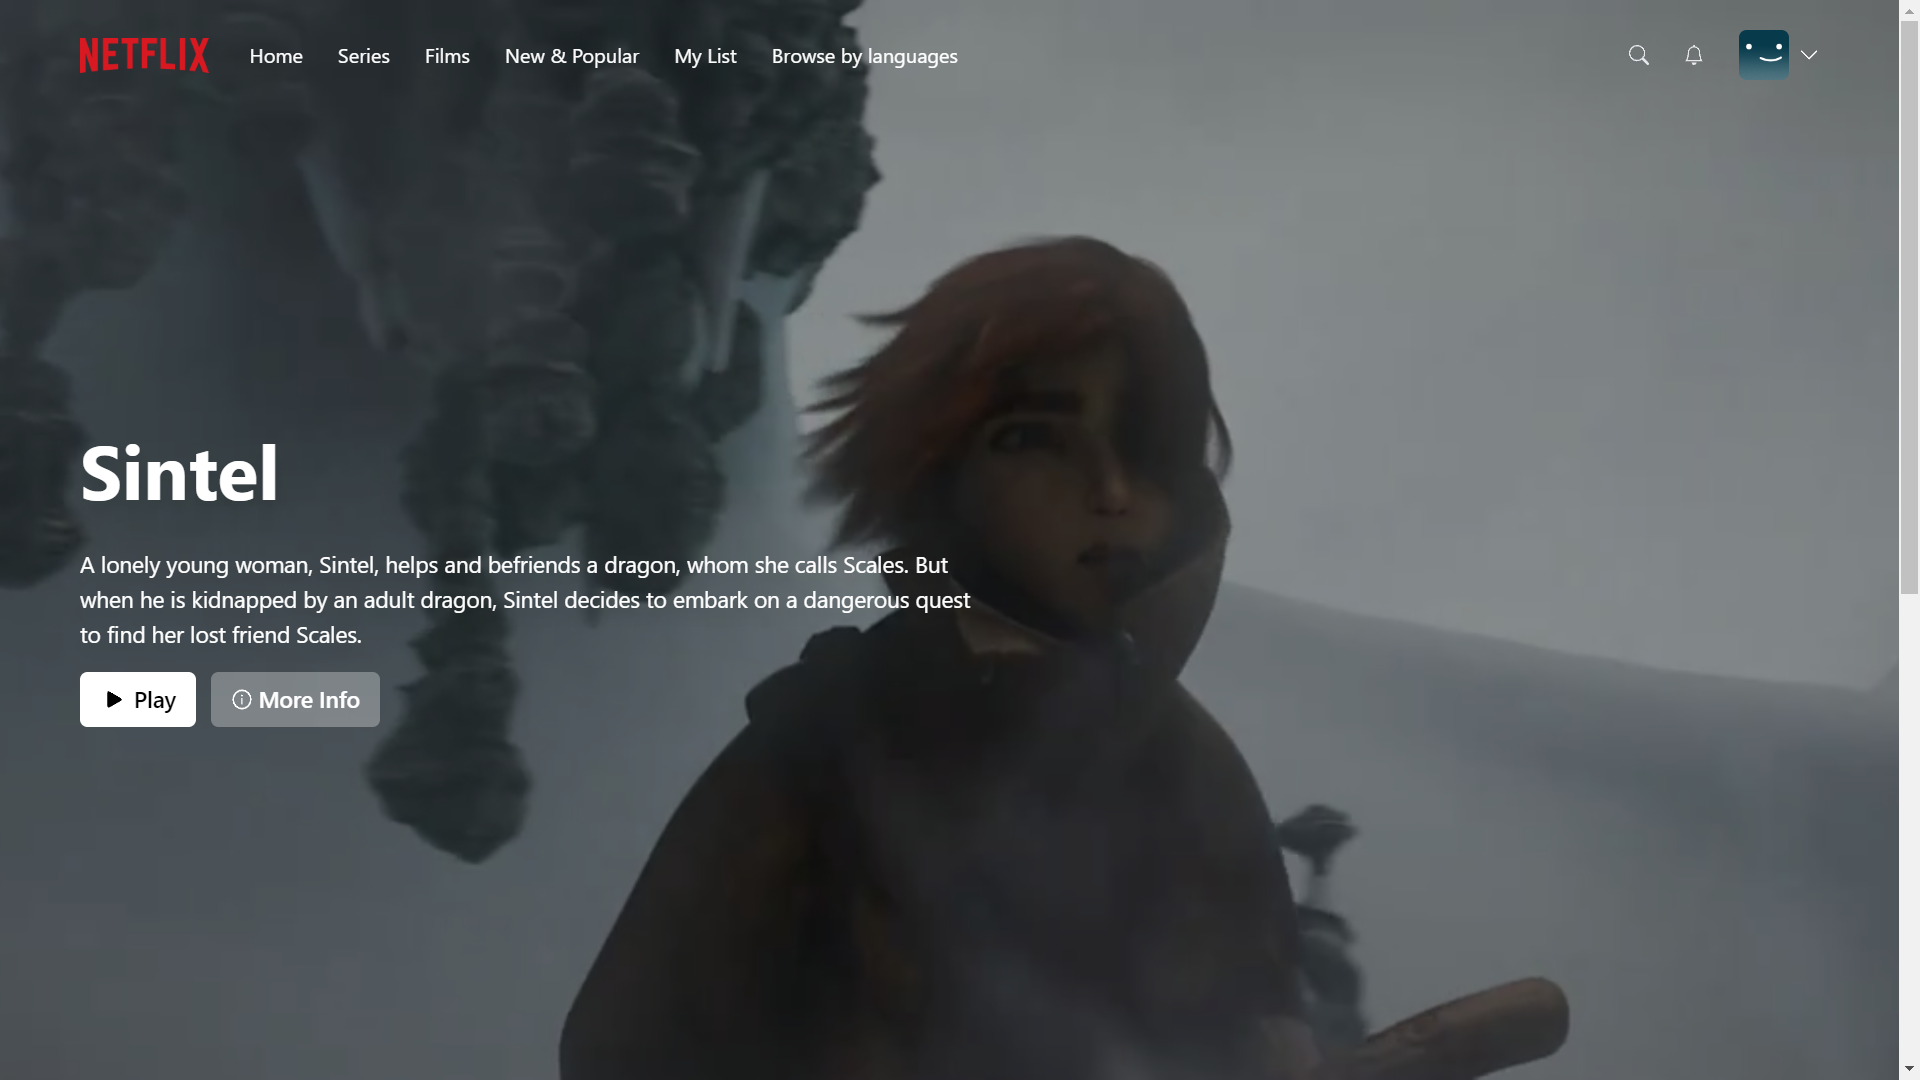 NETFLIX Home Series Films New & Popular My List Browse by languages
Sintel
A lonely young woman, Sintel, helps and befriends a dragon, whom she calls Scales. But
when he is kidnapped by an adult dragon, Sintel decides to embark on a dangerous quest
to find her lost friend Scales.
Play More Info